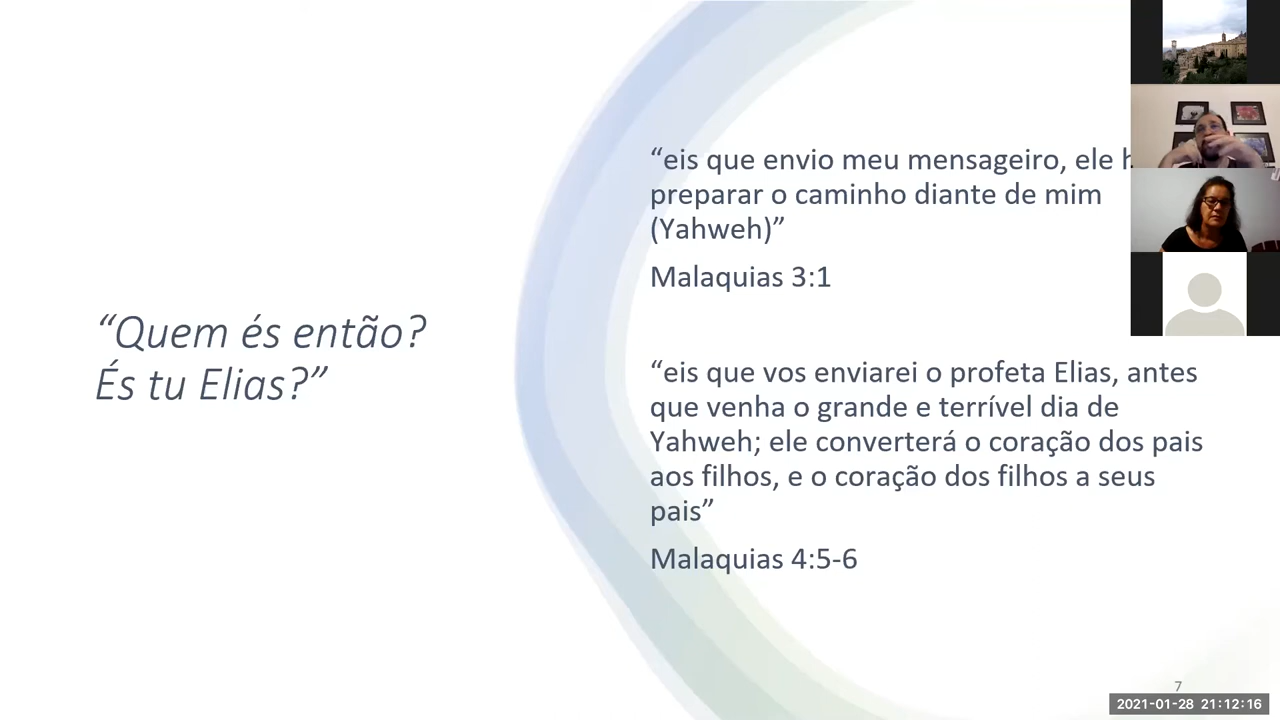 “Quem és então?
És tu Elias?”
“eis que envio meu mensageiro, ele
preparar o caminho diante de mim
(Yahweh)”
Malaquias 3:1
“eis que vos enviarei o profeta Elias, antes
que venha o grande e terrível dia de
Yahweh; ele converterá o coração dos pais
aos filhos, e o coração dos filhos a seus
pais”
Malaquias 4:5-6
7
2021-01-28 21:12:16